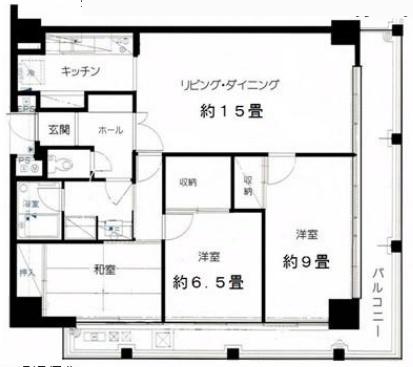 キッチン
リビング・ダイニング
約15畳
玄関
ホール
PS
浴室
収納
収納
洋室
約9畳
洋室
約6.5畳
和室
押入
バルコニー